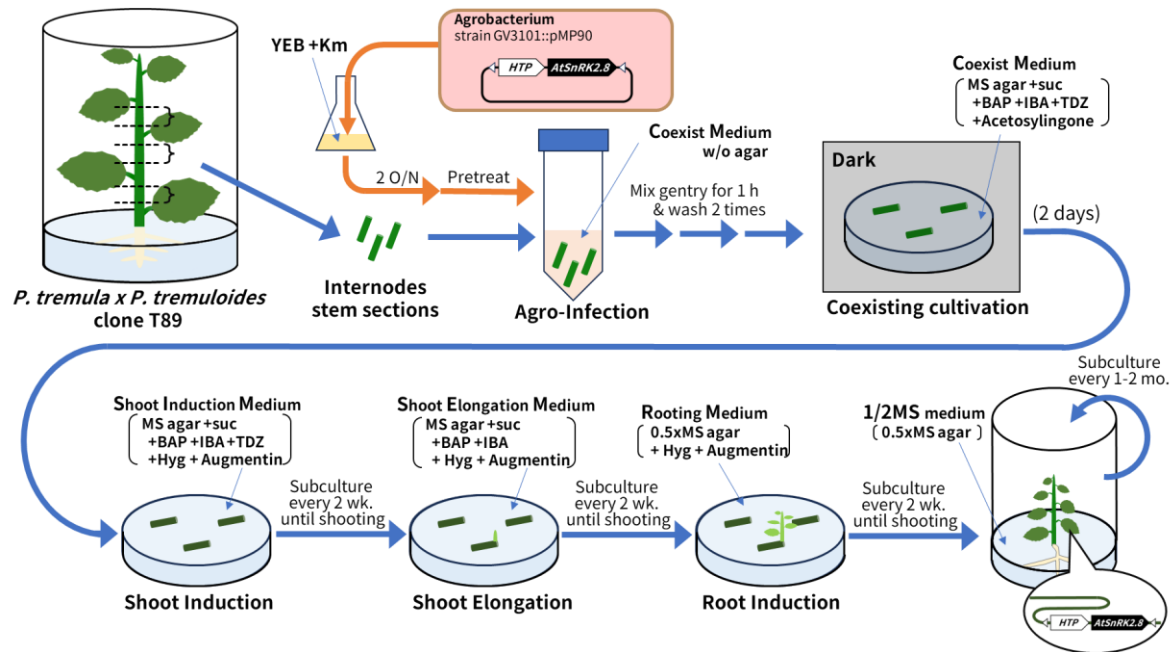 YEB +Km
Agrobacterium
strain GV3101::pMP90
HTP AtSnRK2.8
2 O/N
Pretreat
Coexist Medium
w/o agar
Mix gentry for 1 h
& wash 2 times
Coexist Medium
MS agar +suc
+BAP +IBA +TDZ
+Acetosylingone
Dark
(2 days)
P. tremula x P. tremuloides
clone T89
Internodes
stem sections
Agro-Infection
Coexisting cultivation
Shoot Induction Medium
MS agar +suc
+BAP +IBA +TDZ
+Hyg + Augmentin
Subculture
every 2 wk.
until shooting
Shoot Induction
Shoot Elongation Medium
MS agar +suc
+BAP +IBA
+ Hyg + Augmentin
Subculture
every 2 wk.
until shooting
Shoot Elongation
Rooting Medium
0.5xMS agar
+ Hyg + Augmentin
Subculture
every 2 wk.
until shooting
Root Induction
1/2MS medium
( 0.5xMS agar )
Subculture
every 1-2 mo.
HTP AtSnRK2.8